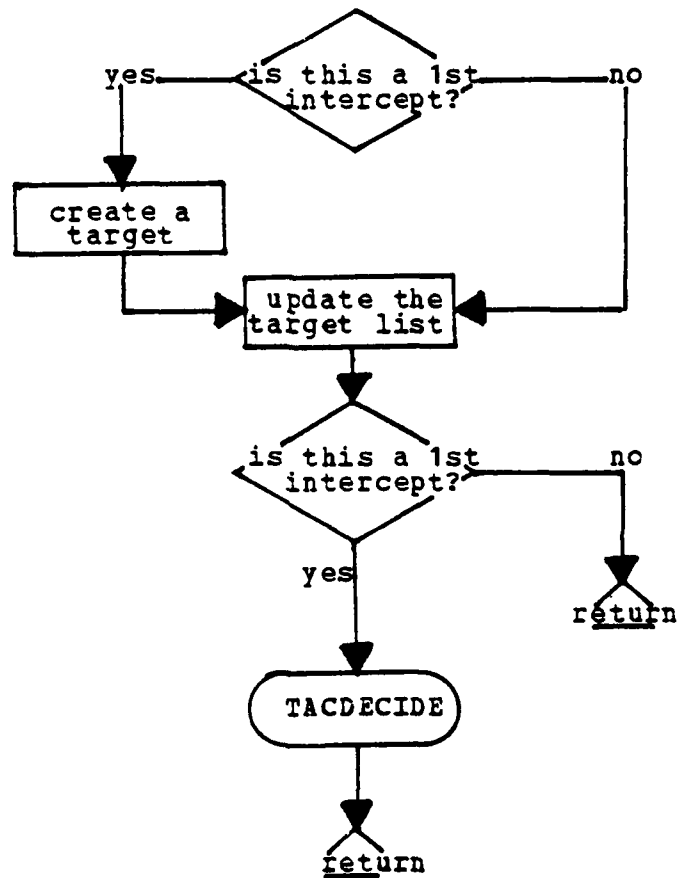 yes
is this a 1st
intercept?
no
create a
target
update the
target list
is this a 1st
intercept?
no
yes
return
TACDECIDE
return